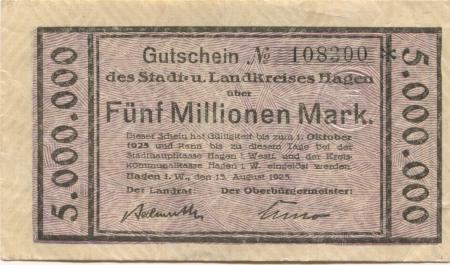 5.000.000
Gutschein № 108300 *
des Stadt- u. Landkreises Hagen
über
Fünf Millionen Mark.
Dieser Schein hat Gültigkeit bis zum 1. Oktober
1923 und kann bis zu diesem Tage bei der
Stadthauptkasse Hagen i. Westf. und der Kreis-
kommunalkasse Hagen i. W. eingelöst werden.
Hagen i. W., den 15. August 1923.
Der Landrat: Der Oberbürgermeister:
5.000.000